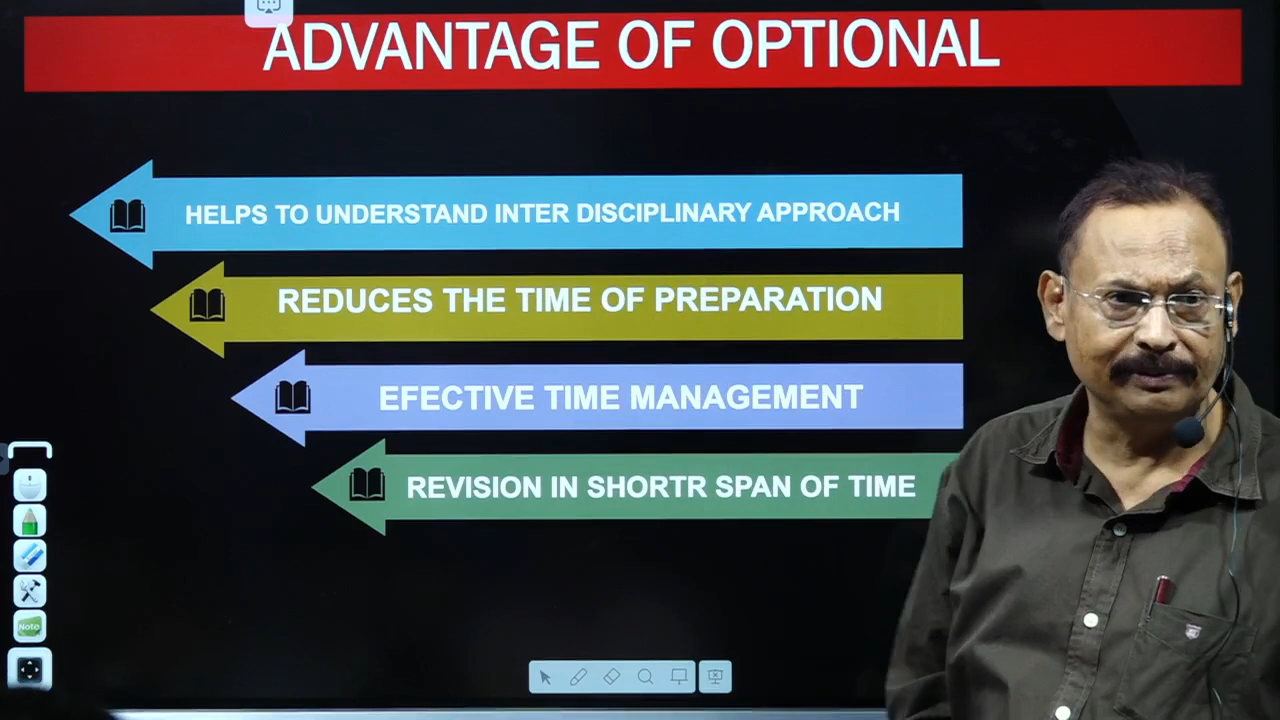 ADVANTAGE OF OPTIONAL
HELPS TO UNDERSTAND INTER DISCIPLINARY APPROACH
REDUCES THE TIME OF PREPARATION
EFECTIVE TIME MANAGEMENT
REVISION IN SHORTR SPAN OF TIME
Note